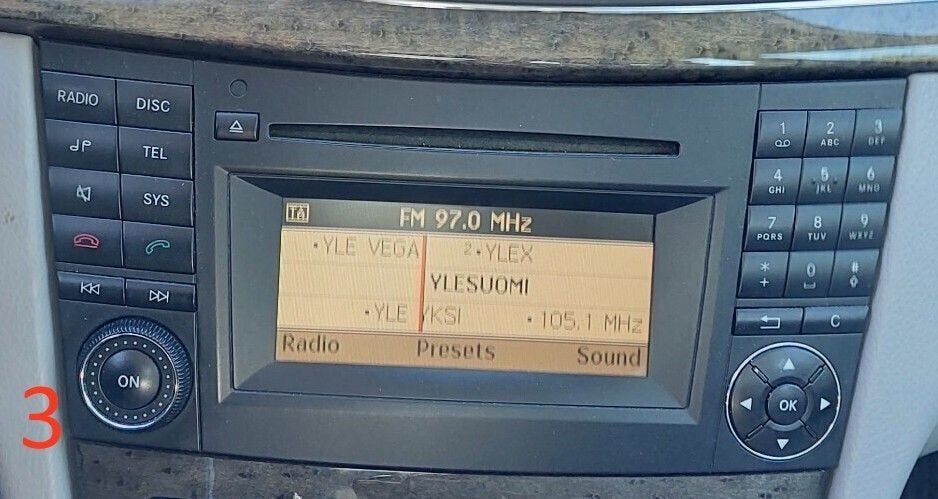 RADIO
DISC
TEL
SYS
ON
TA
FM 97.0 MHz
•YLE VEGA 2•YLEX
YLESUOMI
•YLE YKSI •105.1 MHz
Radio Presets Sound
1 2 ABC 3 DEF
4 GHI 5 JKL 6 MNO
7 PQRS 8 TUV 9 WXYZ
* + 0 #
C
OK
3